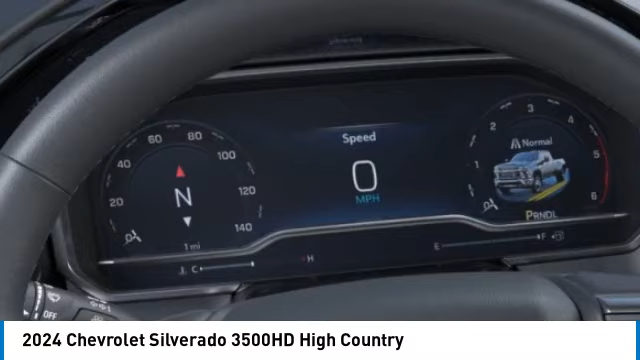 60 80
40 100
20 120
140
N
1 mi
Speed
0
MPH
1 2 3 4 5 6
Normal
PRNDL
C H
E F
OFF
2024 Chevrolet Silverado 3500HD High Country